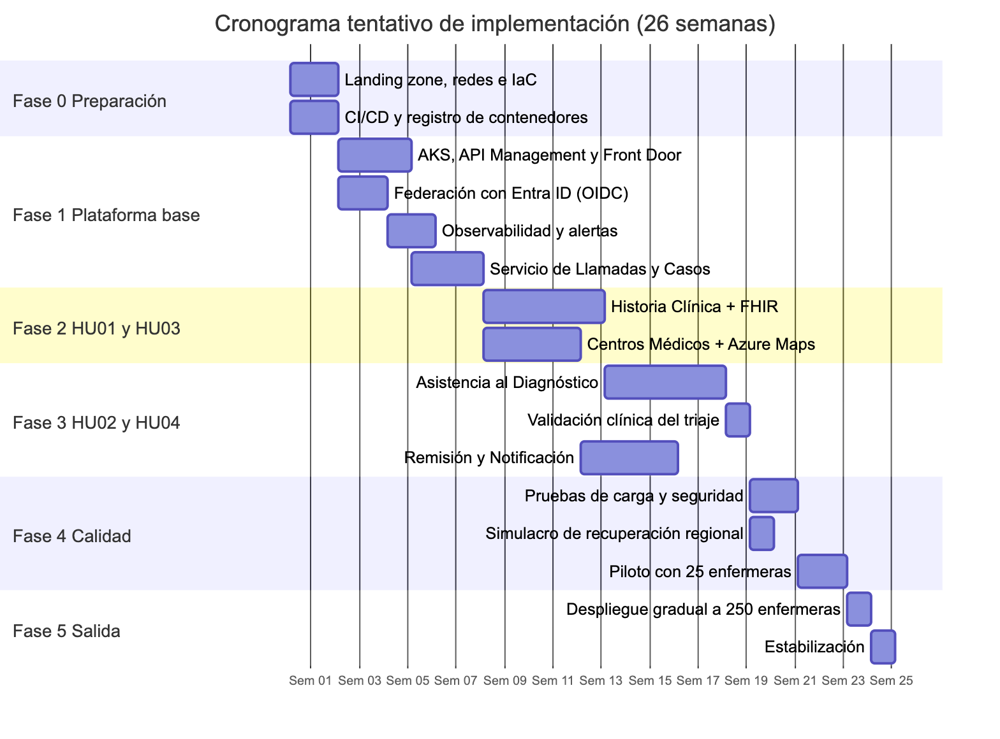 Cronograma tentativo de implementación (26 semanas)
Fase 0 Preparación
Landing zone, redes e IaC
CI/CD y registro de contenedores
Fase 1 Plataforma base
AKS, API Management y Front Door
Federación con Entra ID (OIDC)
Observabilidad y alertas
Servicio de Llamadas y Casos
Fase 2 HU01 y HU03
Historia Clínica + FHIR
Centros Médicos + Azure Maps
Fase 3 HU02 y HU04
Asistencia al Diagnóstico
Validación clínica del triaje
Remisión y Notificación
Fase 4 Calidad
Pruebas de carga y seguridad
Simulacro de recuperación regional
Piloto con 25 enfermeras
Fase 5 Salida
Despliegue gradual a 250 enfermeras
Estabilización
Sem 01 Sem 03 Sem 05 Sem 07 Sem 09 Sem 11 Sem 13 Sem 15 Sem 17 Sem 19 Sem 21 Sem 23 Sem 25